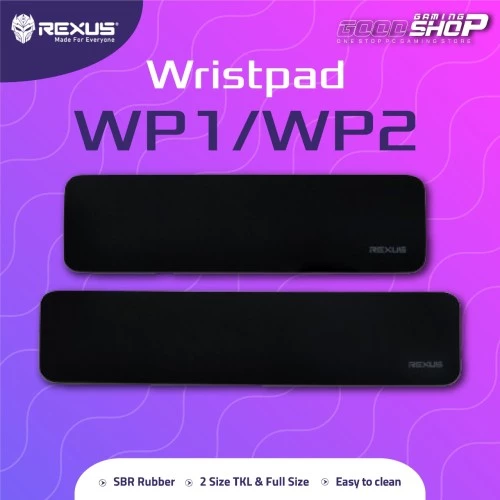 REXUS®
Made For Everyone
GOOD GAMING SHOP
ONE STOP PC GAMING STORE
Wristpad
WP1/WP2
REXUS
REXUS
SBR Rubber
2 Size TKL & Full Size
Easy to clean